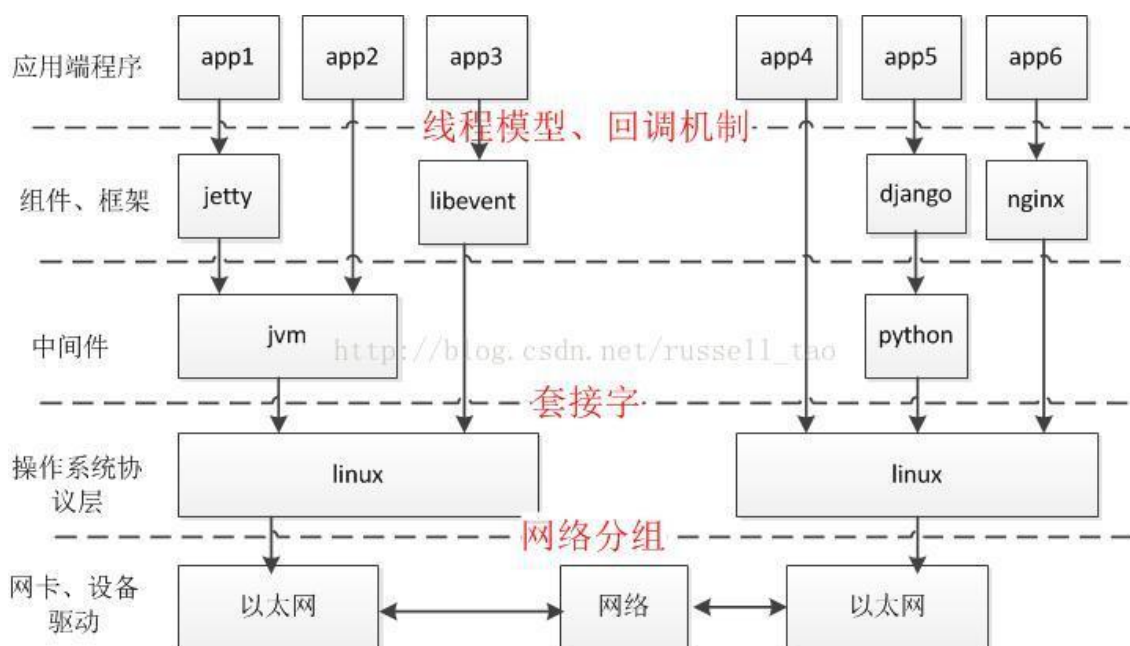 应用端程序 app1 app2 app3 app4 app5 app6
线程模型、回调机制
组件、框架 jetty libevent django nginx
中间件 jvm python
http://blog.csdn.net/russell_tao
套接字
操作系统协
议层
linux linux
网络分组
网卡、设备
驱动
以太网 网络 以太网